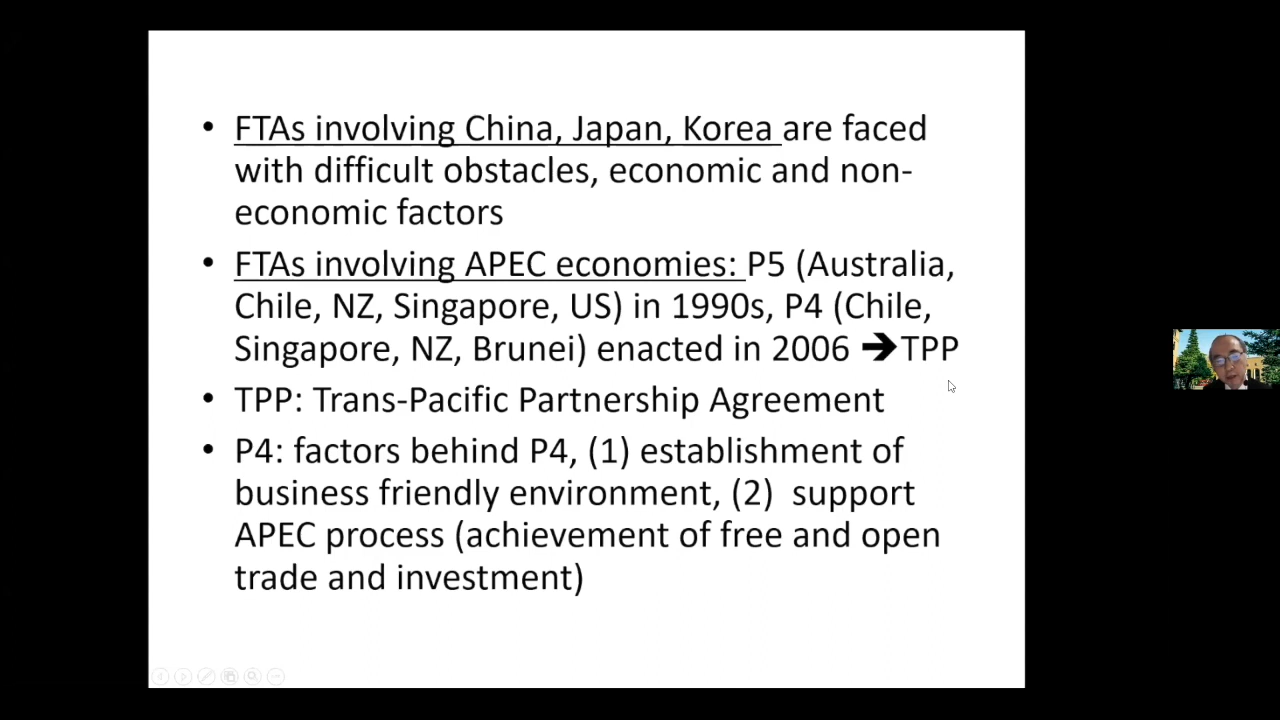 • FTAs involving China, Japan, Korea are faced
with difficult obstacles, economic and non-
economic factors
• FTAs involving APEC economies: P5 (Australia,
Chile, NZ, Singapore, US) in 1990s, P4 (Chile,
Singapore, NZ, Brunei) enacted in 2006 ➔TPP
• TPP: Trans-Pacific Partnership Agreement
• P4: factors behind P4, (1) establishment of
business friendly environment, (2)  support
APEC process (achievement of free and open
trade and investment)